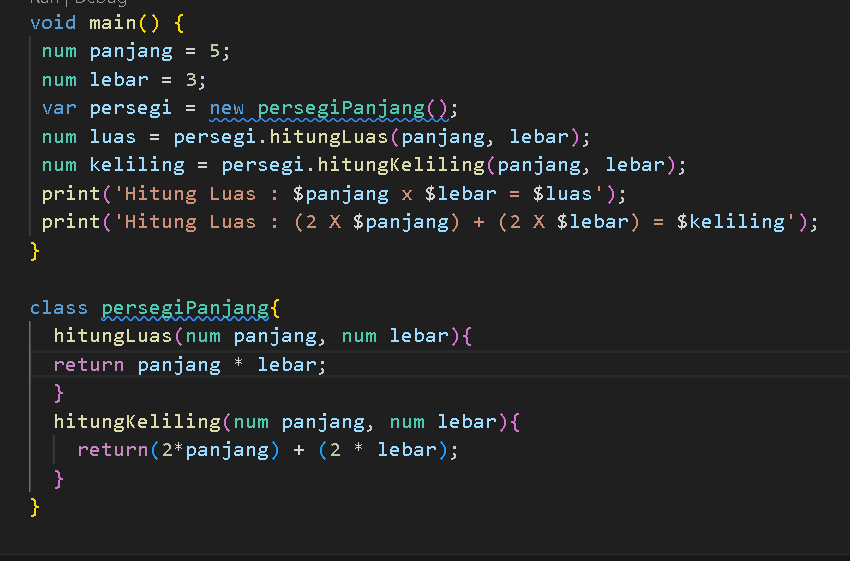 Run | Debug
void main() {
num panjang = 5;
num lebar = 3;
var persegi = new persegiPanjang();
num luas = persegi.hitungLuas(panjang, lebar);
num keliling = persegi.hitungKeliling(panjang, lebar);
print('Hitung Luas : $panjang x $lebar = $luas');
print('Hitung Luas : (2 X $panjang) + (2 X $lebar) = $keliling');
}
class persegiPanjang{
hitungLuas(num panjang, num lebar){
return panjang * lebar;
}
hitungKeliling(num panjang, num lebar){
return(2*panjang) + (2 * lebar);
}
}